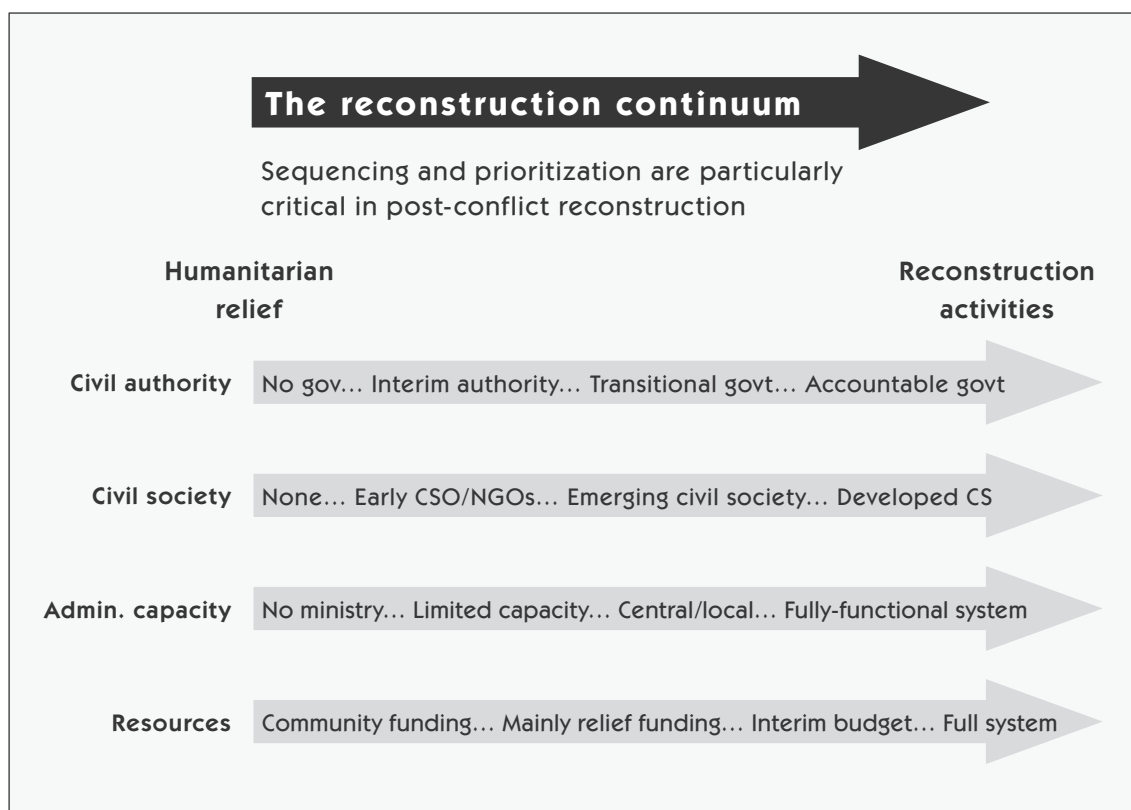 The reconstruction continuum
Sequencing and prioritization are particularly
critical in post-conflict reconstruction
Humanitarian
relief
Reconstruction
activities
Civil authority No gov... Interim authority... Transitional govt... Accountable govt
Civil society None... Early CSO/NGOs... Emerging civil society... Developed CS
Admin. capacity No ministry... Limited capacity... Central/local... Fully-functional system
Resources Community funding... Mainly relief funding... Interim budget... Full system